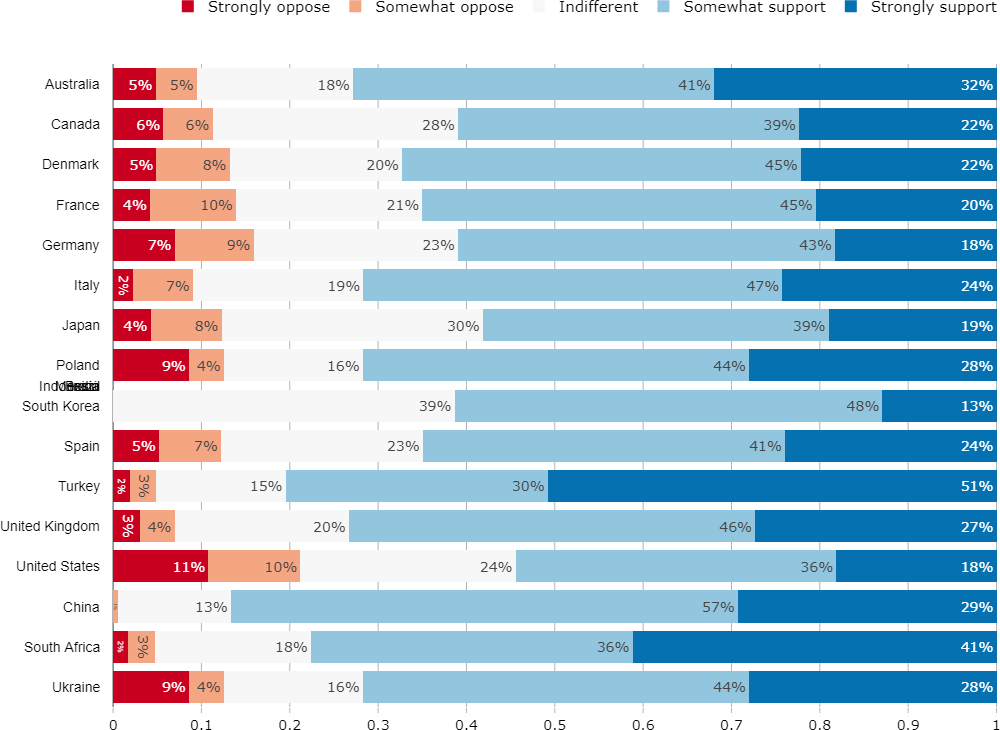 Strongly oppose Somewhat oppose Indifferent Somewhat support Strongly support
Australia 5% 5% 18% 41% 32%
Canada 6% 6% 28% 39% 22%
Denmark 5% 8% 20% 45% 22%
France 4% 10% 21% 45% 20%
Germany 7% 9% 23% 43% 18%
Italy 2% 7% 19% 47% 24%
Japan 4% 8% 30% 39% 19%
Poland 9% 4% 16% 44% 28%
South Korea 39% 48% 13%
Spain 5% 7% 23% 41% 24%
Turkey 2% 3% 15% 30% 51%
United Kingdom 3% 4% 20% 46% 27%
United States 11% 10% 24% 36% 18%
China 13% 57% 29%
South Africa 2% 3% 18% 36% 41%
Ukraine 9% 4% 16% 44% 28%
0 0.1 0.2 0.3 0.4 0.5 0.6 0.7 0.8 0.9 1